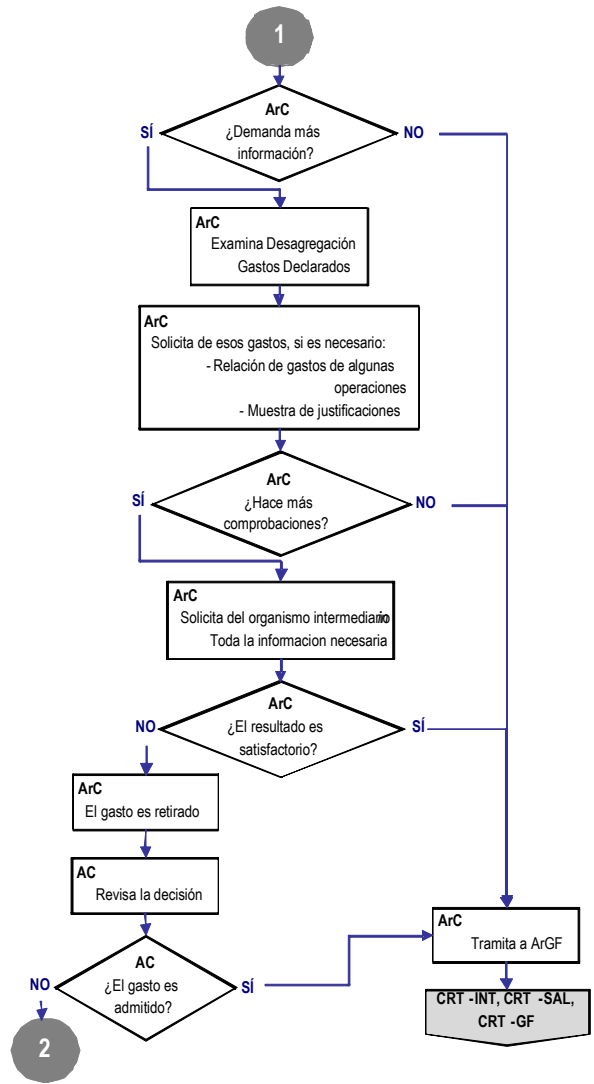 1
ArC
¿Demanda más
información?
SÍ
NO
ArC
Examina Desagregación
Gastos Declarados
ArC
Solicita de esos gastos, si es necesario:
- Relación de gastos de algunas
operaciones
- Muestra de justificaciones
ArC
¿Hace más
comprobaciones?
SÍ
NO
ArC
Solicita del organismo intermediario
Toda la informacion necesaria
ArC
¿El resultado es
satisfactorio?
NO
SÍ
ArC
El gasto es retirado
AC
Revisa la decisión
ArC
Tramita a ArGF
AC
¿El gasto es
admitido?
NO
SÍ
CRT -INT, CRT -SAL,
CRT -GF
2